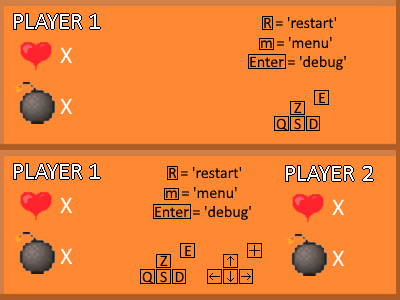 PLAYER 1
X
X
R = 'restart'
m = 'menu'
Enter = 'debug'
E
Z
Q S D
PLAYER 1
X
X
R = 'restart'
m = 'menu'
Enter = 'debug'
E
Z
Q S D
+
↑
← ↓ →
PLAYER 2
X
X